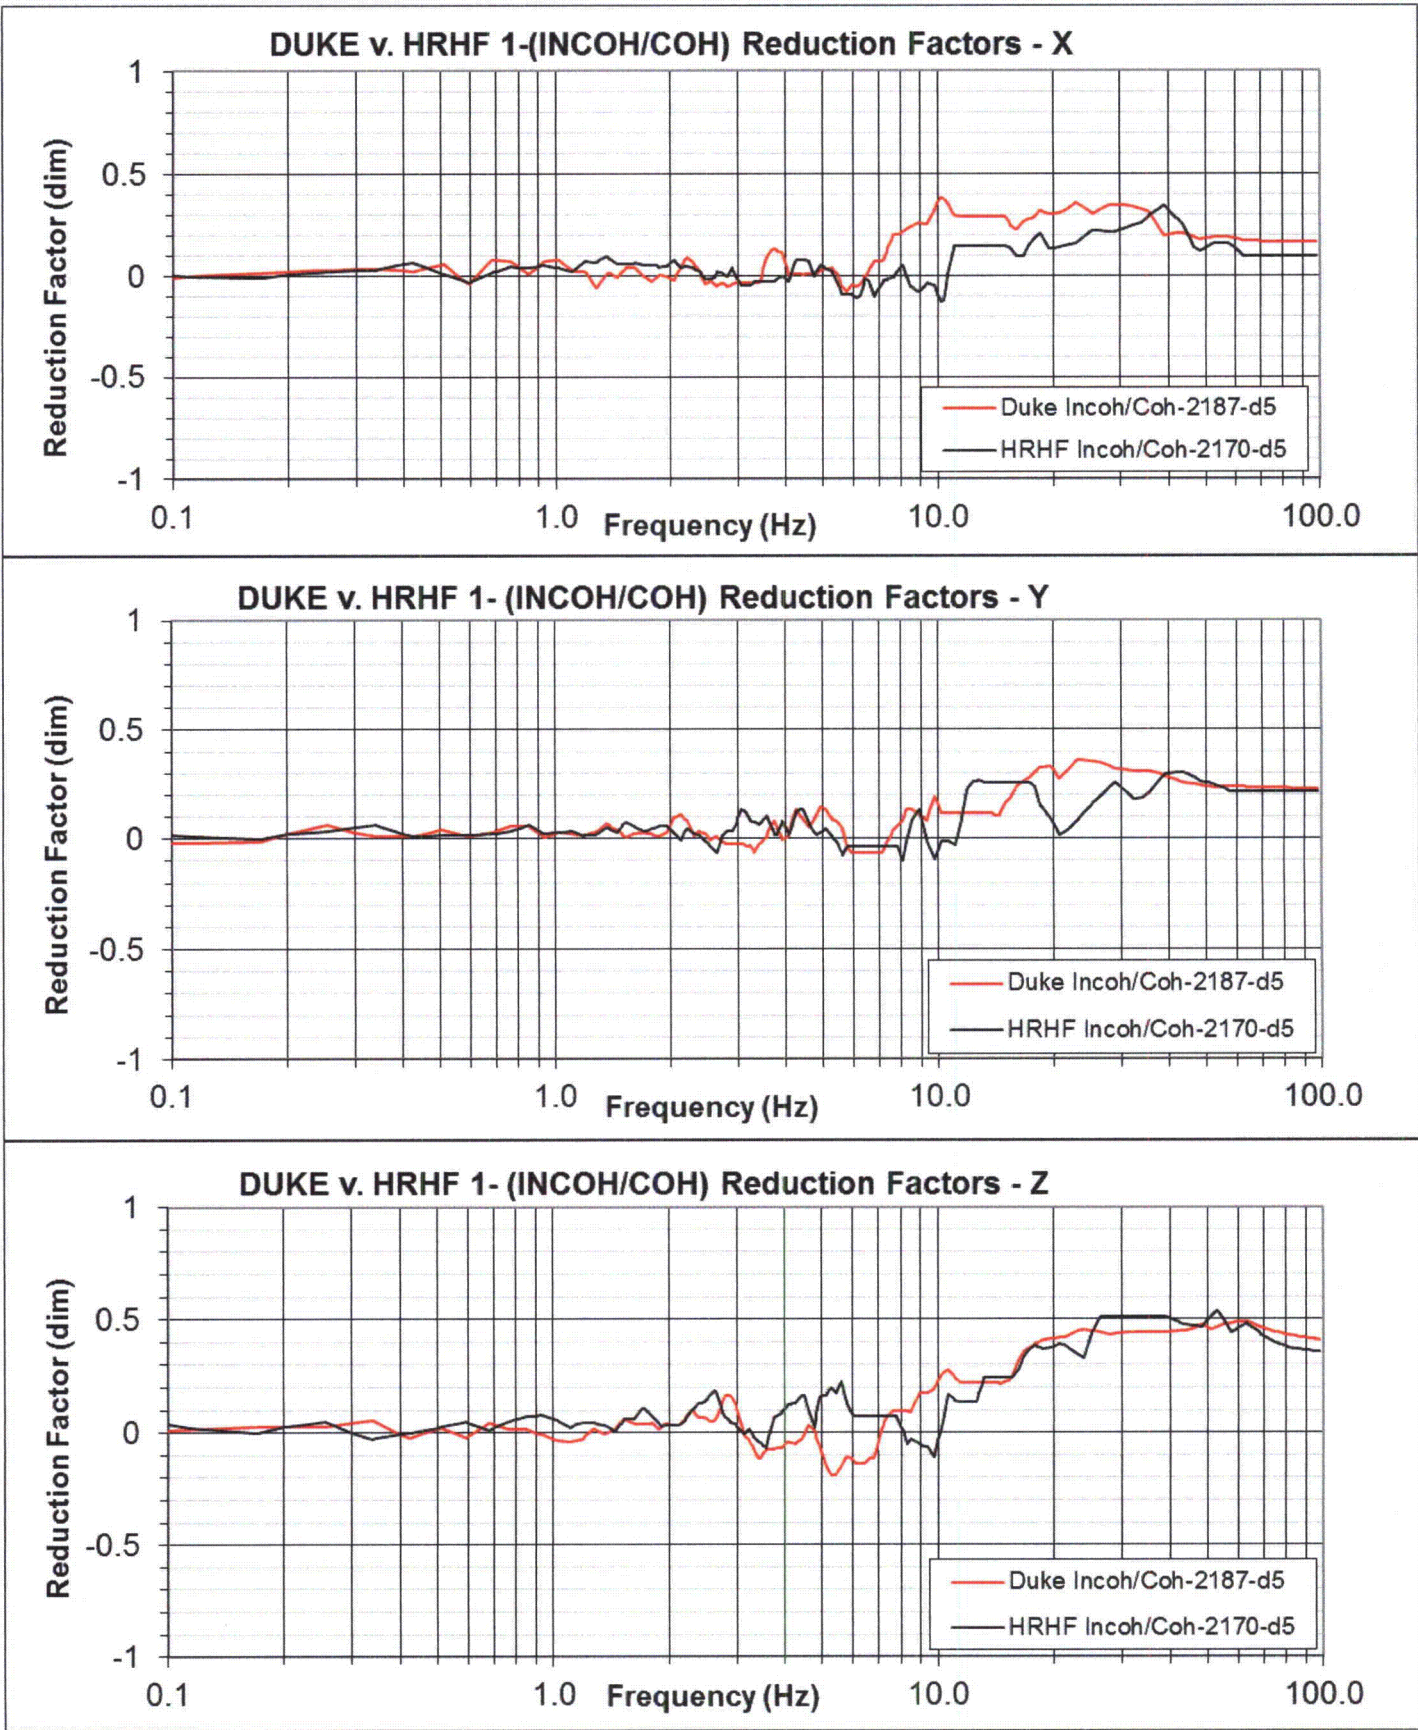 DUKE v. HRHF 1-(INCOH/COH) Reduction Factors - X
Reduction Factor (dim)
1
0.5
0
-0.5
-1
Duke Incoh/Coh-2187-d5
HRHF Incoh/Coh-2170-d5
0.1
1.0
10.0
100.0
Frequency (Hz)
DUKE v. HRHF 1- (INCOH/COH) Reduction Factors - Y
Reduction Factor (dim)
1
0.5
0
-0.5
-1
Duke Incoh/Coh-2187-d5
HRHF Incoh/Coh-2170-d5
0.1
1.0
10.0
100.0
Frequency (Hz)
DUKE v. HRHF 1- (INCOH/COH) Reduction Factors - Z
Reduction Factor (dim)
1
0.5
0
-0.5
-1
Duke Incoh/Coh-2187-d5
HRHF Incoh/Coh-2170-d5
0.1
1.0
10.0
100.0
Frequency (Hz)